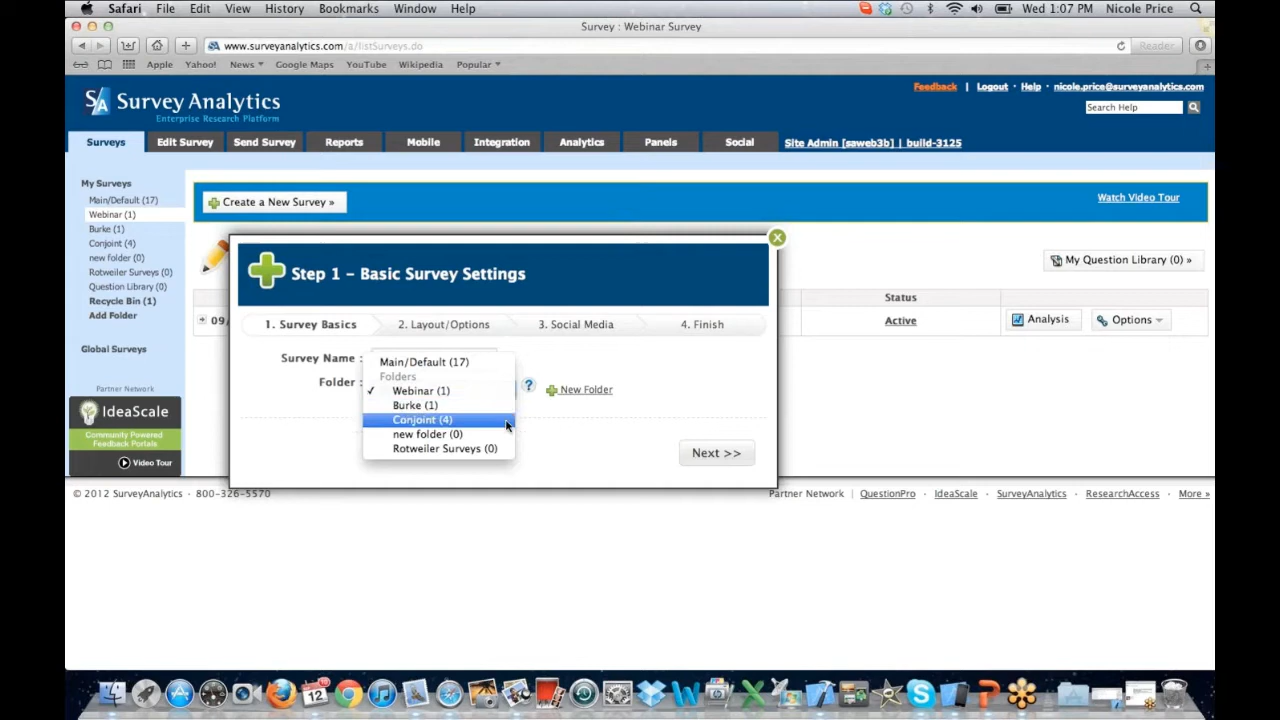 Safari File Edit View History Bookmarks Window Help Wed 1:07 PM Nicole Price
Survey : Webinar Survey
www.surveyanalytics.com/a/listSurveys.do Reader
Apple Yahoo! News Google Maps YouTube Wikipedia Popular
SA Survey Analytics
Enterprise Research Platform
Feedback | Logout · Help · nicole.price@surveyanalytics.com
Search Help
Surveys Edit Survey Send Survey Reports Mobile Integration Analytics Panels Social Site Admin [saweb3b] | build-3125
My Surveys
Main/Default (17)
Webinar (1)
Burke (1)
Conjoint (4)
new folder (0)
Rotweiler Surveys (0)
Question Library (0)
Recycle Bin (1)
Add Folder
Global Surveys
Partner Network
IdeaScale
Community Powered
Feedback Portals
Video Tour
Create a New Survey »
Watch Video Tour
My Question Library (0) »
Status
09/
Active
Analysis
Options
Step 1 - Basic Survey Settings
1. Survey Basics 2. Layout/Options 3. Social Media 4. Finish
Survey Name :
Folder :
Main/Default (17)
Folders
✓ Webinar (1)
Burke (1)
Conjoint (4)
new folder (0)
Rotweiler Surveys (0)
? New Folder
Next >>
© 2012 SurveyAnalytics · 800-326-5570
Partner Network | QuestionPro · IdeaScale · SurveyAnalytics · ResearchAccess · More »
12